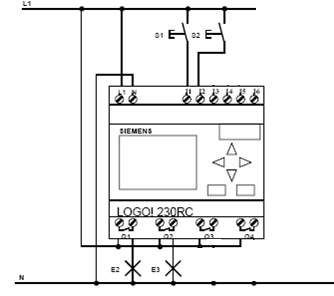 L1
S1 S2
L1 N I1 I2 I3 I4 I5 I6
SIEMENS
LOGO! 230RC
Q1 Q2 Q3 Q4
E2 E3
N